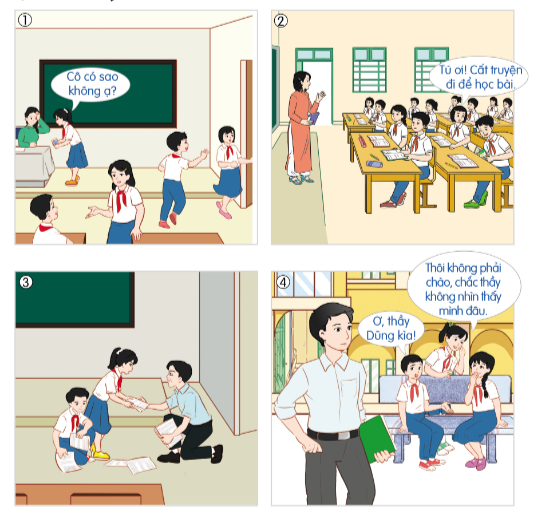 ①
Cô có sao
không ạ?
②
Tú ơi! Cất truyện
đi để học bài.
③
④
Thôi không phải
chào, chắc thầy
không nhìn thấy
mình đâu.
Ơ, thầy
Dũng kia!